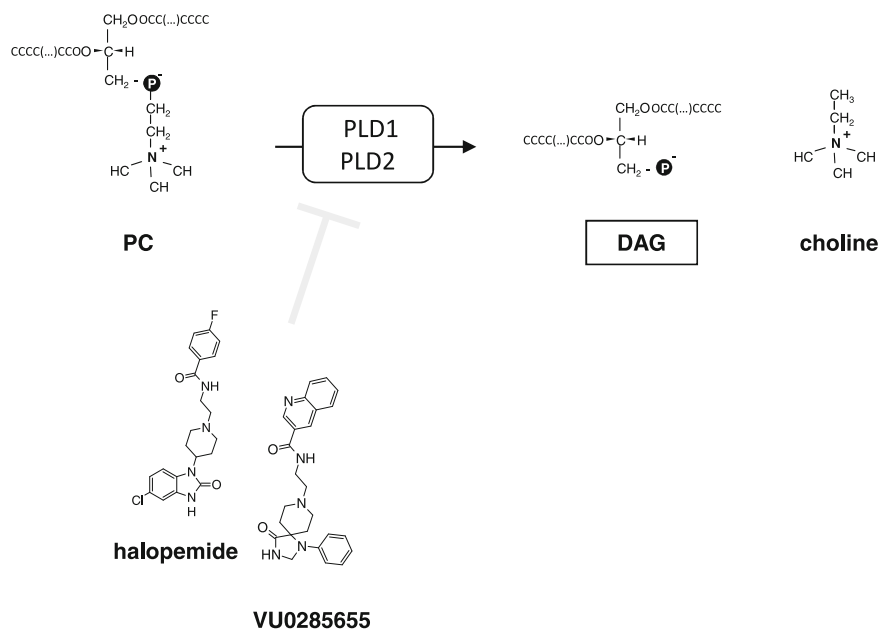 CH₂OOCC(...)CCCC
CCCC(...)CCOO C H
CH₂ - P⁻
CH₂
CH₂
N⁺
HC CH
CH
PC
PLD1
PLD2
CH₂OOCC(...)CCCC
CCCC(...)CCOO C H
CH₂ - P⁻
DAG
CH₃
CH₂
N⁺
HC CH
CH
choline
F
O NH
N
N
O
Cl N
H
halopemide
N
O NH
N
O N
HN
VU0285655